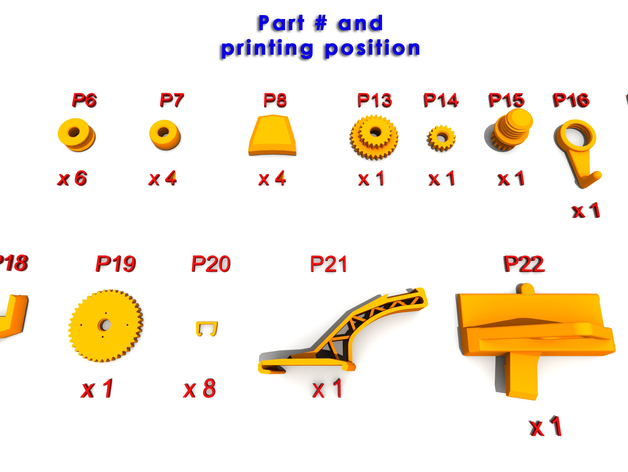 Part # and
printing position
P6 P7 P8 P13 P14 P15 P16
x 6 x 4 x 4 x 1 x 1 x 1 x 1
P18 P19 P20 P21 P22
x 1 x 8 x 1 x 1